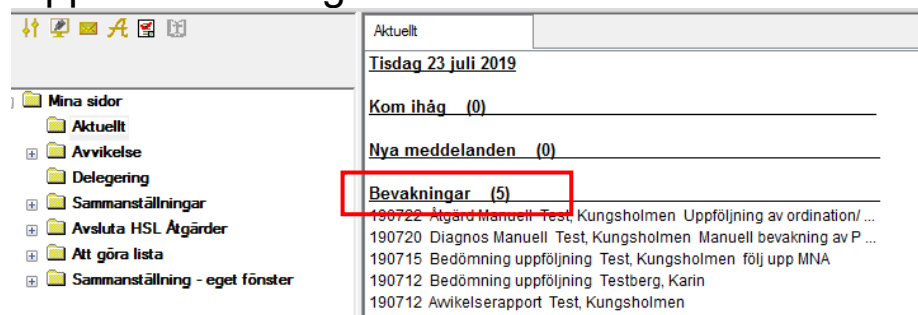 Aktuellt
Tisdag 23 juli 2019
Mina sidor
Aktuellt
Avvikelse
Delegering
Sammanställningar
Avsluta HSL Åtgärder
Att göra lista
Sammanställning - eget fönster
Kom ihåg (0)
Nya meddelanden (0)
Bevakningar (5)
190722 Åtgärd Manuell Test, Kungsholmen Uppföljning av ordination/ ...
190720 Diagnos Manuell Test, Kungsholmen Manuell bevakning av P ...
190715 Bedömning uppföljning Test, Kungsholmen följ upp MNA
190712 Bedömning uppföljning Testberg, Karin
190712 Avvikelserapport Test, Kungsholmen